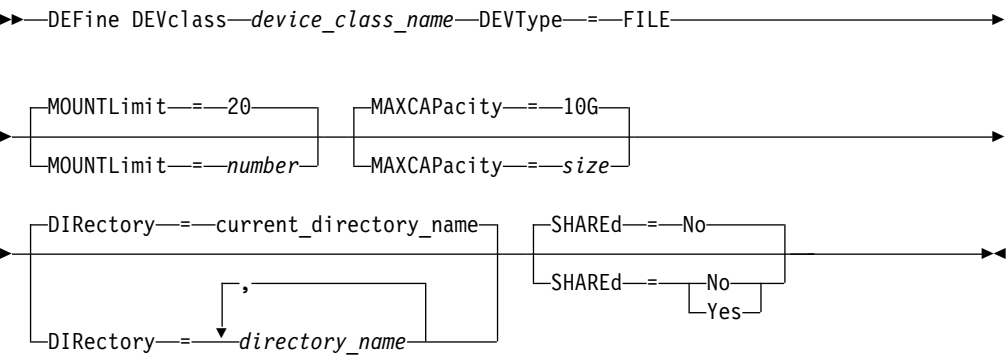 DEFine DEVclass device_class_name DEVType = FILE
MOUNTLimit = 20 MAXCAPacity = 10G
MOUNTLimit = number MAXCAPacity = size
DIRectory = current_directory_name SHAREd = No
SHAREd = No
Yes
,
DIRectory = directory_name